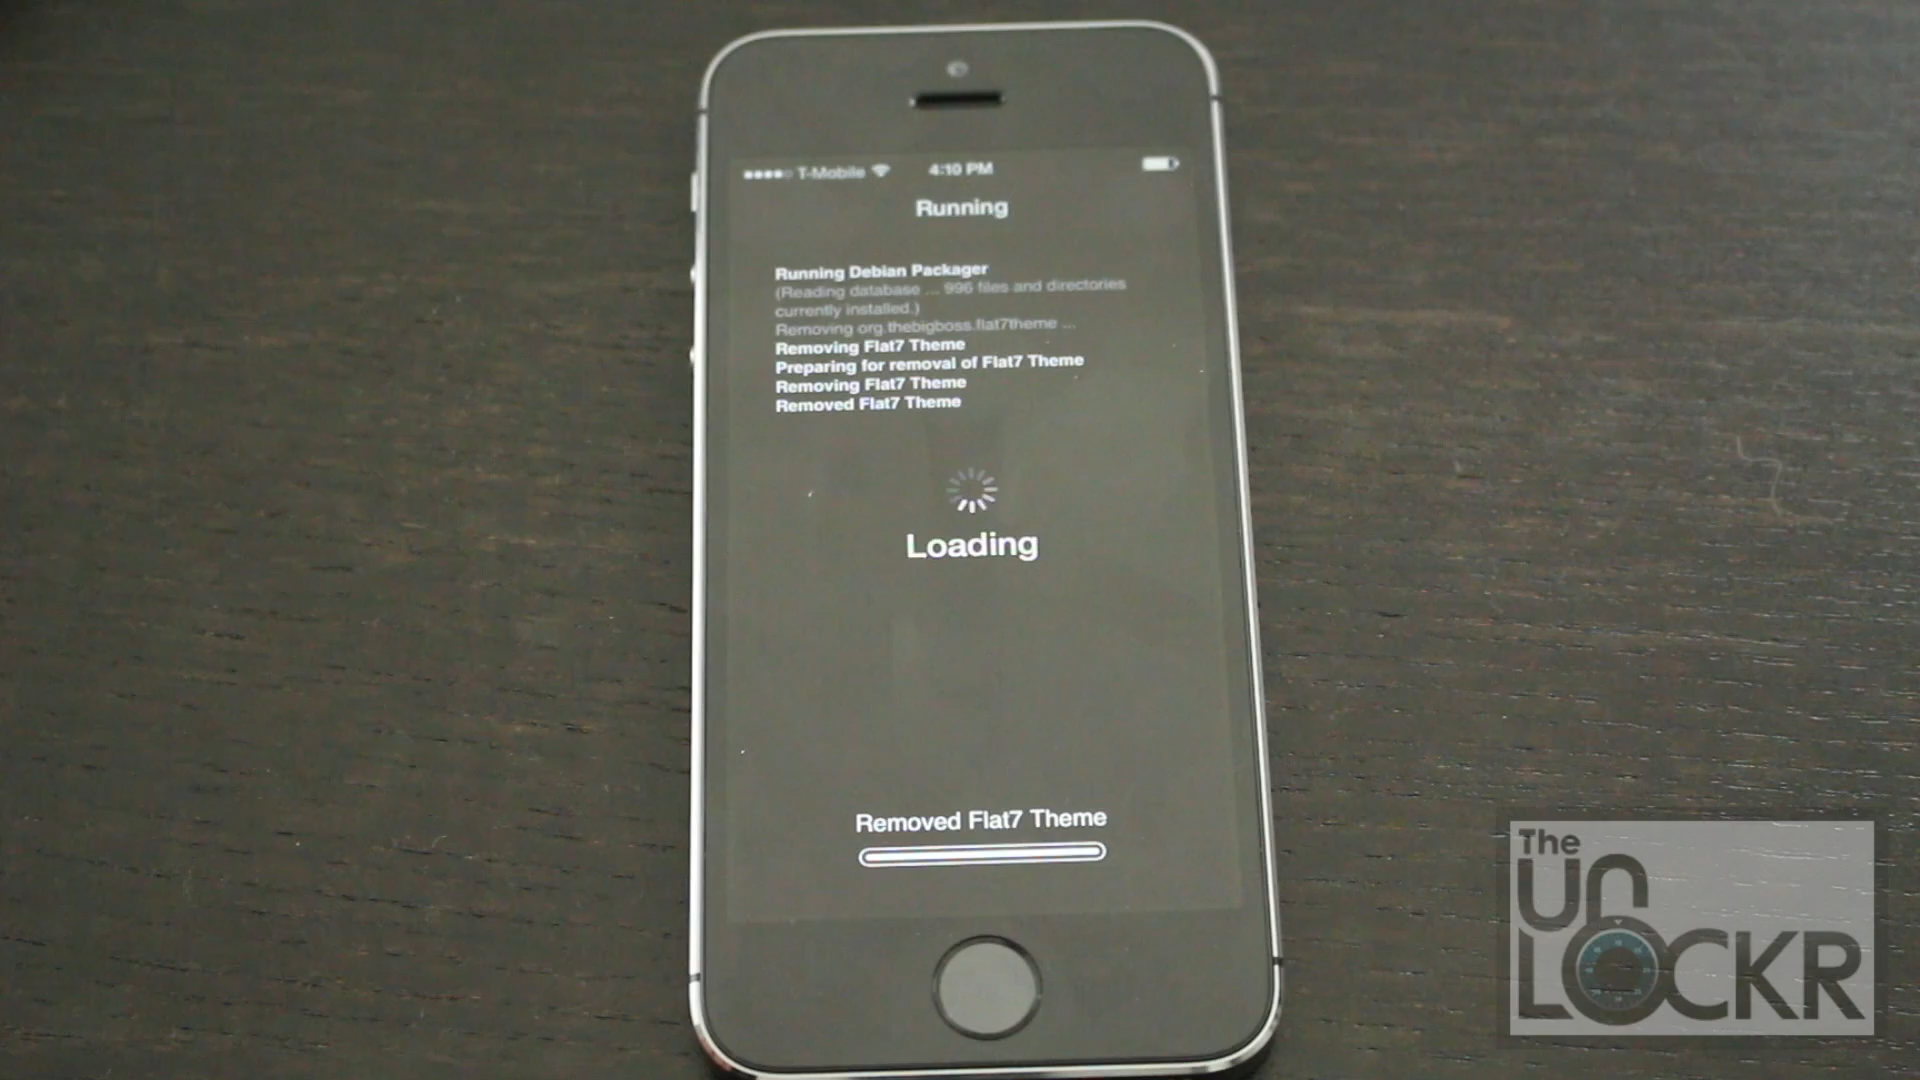 T-Mobile 4:10 PM
Running
Running Debian Packager
(Reading database ... 996 files and directories
currently installed.)
Removing org.thebigboss.flat7theme ...
Removing Flat7 Theme
Preparing for removal of Flat7 Theme
Removing Flat7 Theme
Removed Flat7 Theme
Loading
Removed Flat7 Theme
The
UN
LOCKR